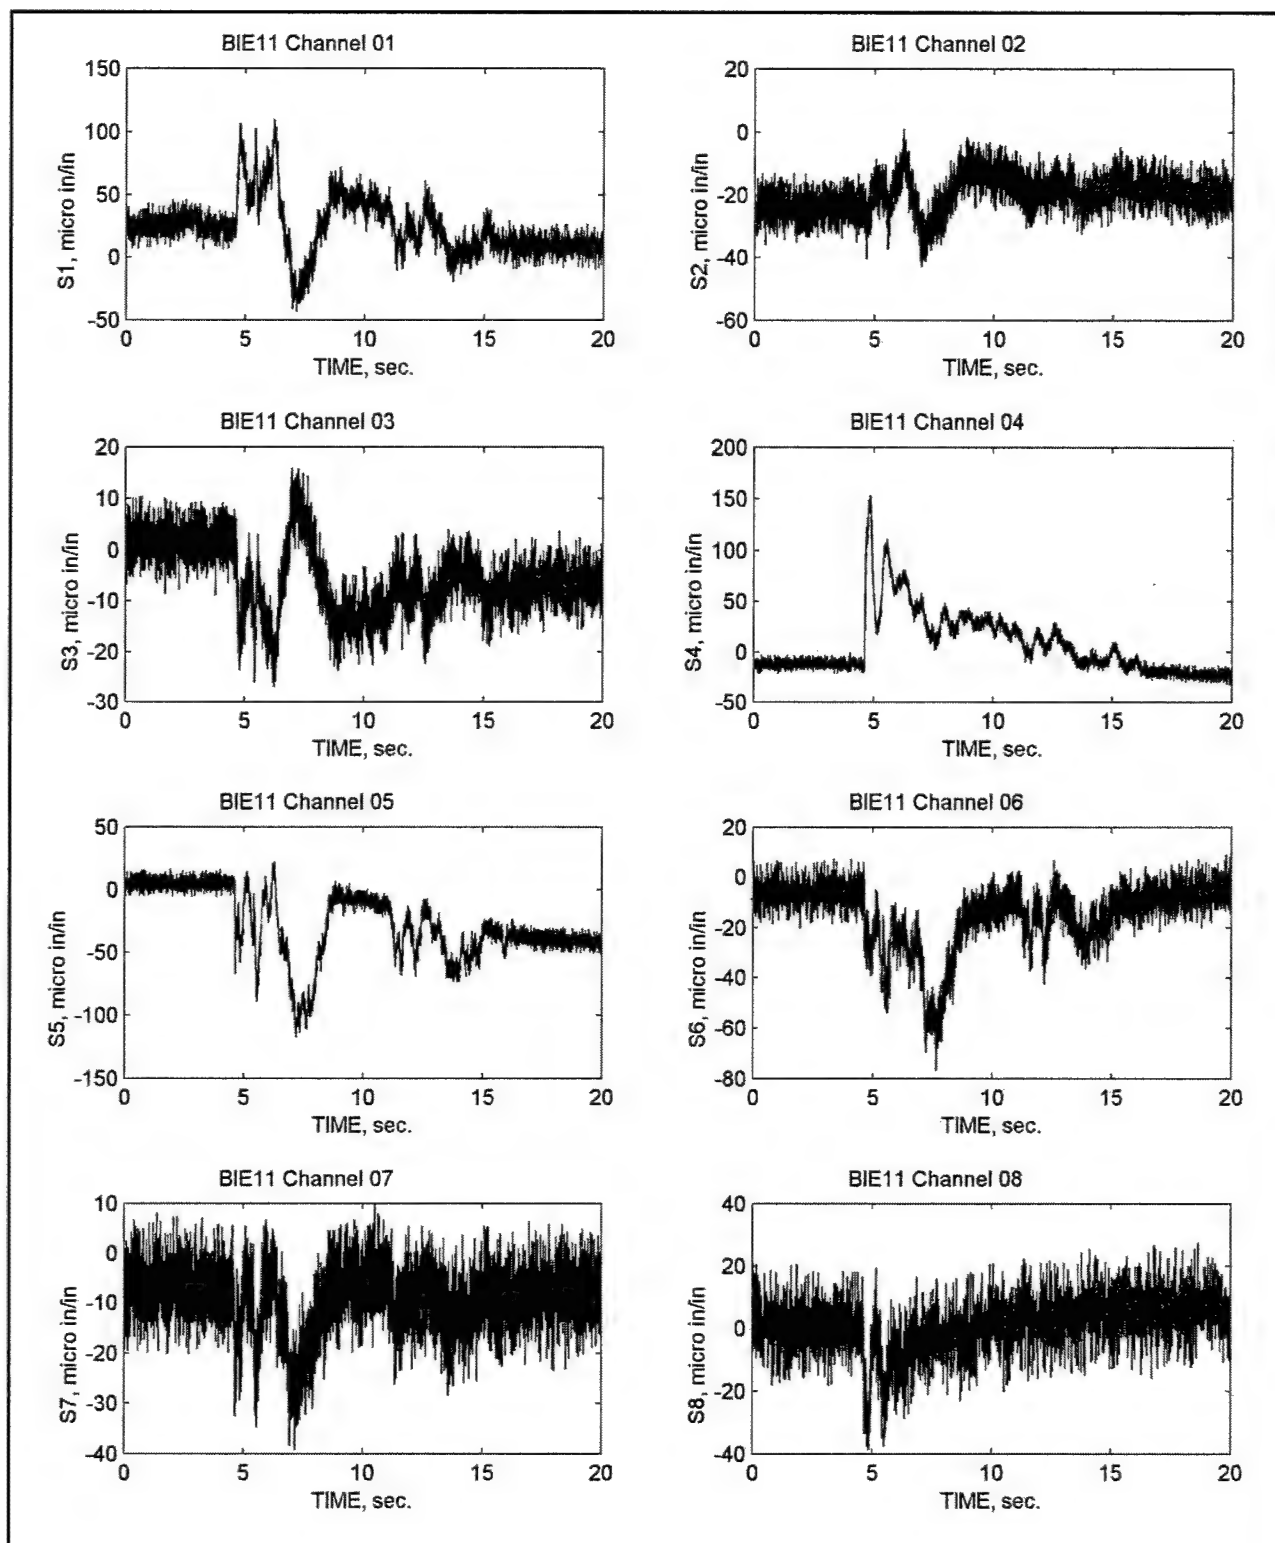 BIE11 Channel 01
150
100
50
0
-50
S1, micro in/in
0 5 10 15 20
TIME, sec.
BIE11 Channel 02
20
0
-20
-40
-60
S2, micro in/in
0 5 10 15 20
TIME, sec.
BIE11 Channel 03
20
10
0
-10
-20
-30
S3, micro in/in
0 5 10 15 20
TIME, sec.
BIE11 Channel 04
200
150
100
50
0
-50
S4, micro in/in
0 5 10 15 20
TIME, sec.
BIE11 Channel 05
50
0
-50
-100
-150
S5, micro in/in
0 5 10 15 20
TIME, sec.
BIE11 Channel 06
20
0
-20
-40
-60
-80
S6, micro in/in
0 5 10 15 20
TIME, sec.
BIE11 Channel 07
10
0
-10
-20
-30
-40
S7, micro in/in
0 5 10 15 20
TIME, sec.
BIE11 Channel 08
40
20
0
-20
-40
S8, micro in/in
0 5 10 15 20
TIME, sec.